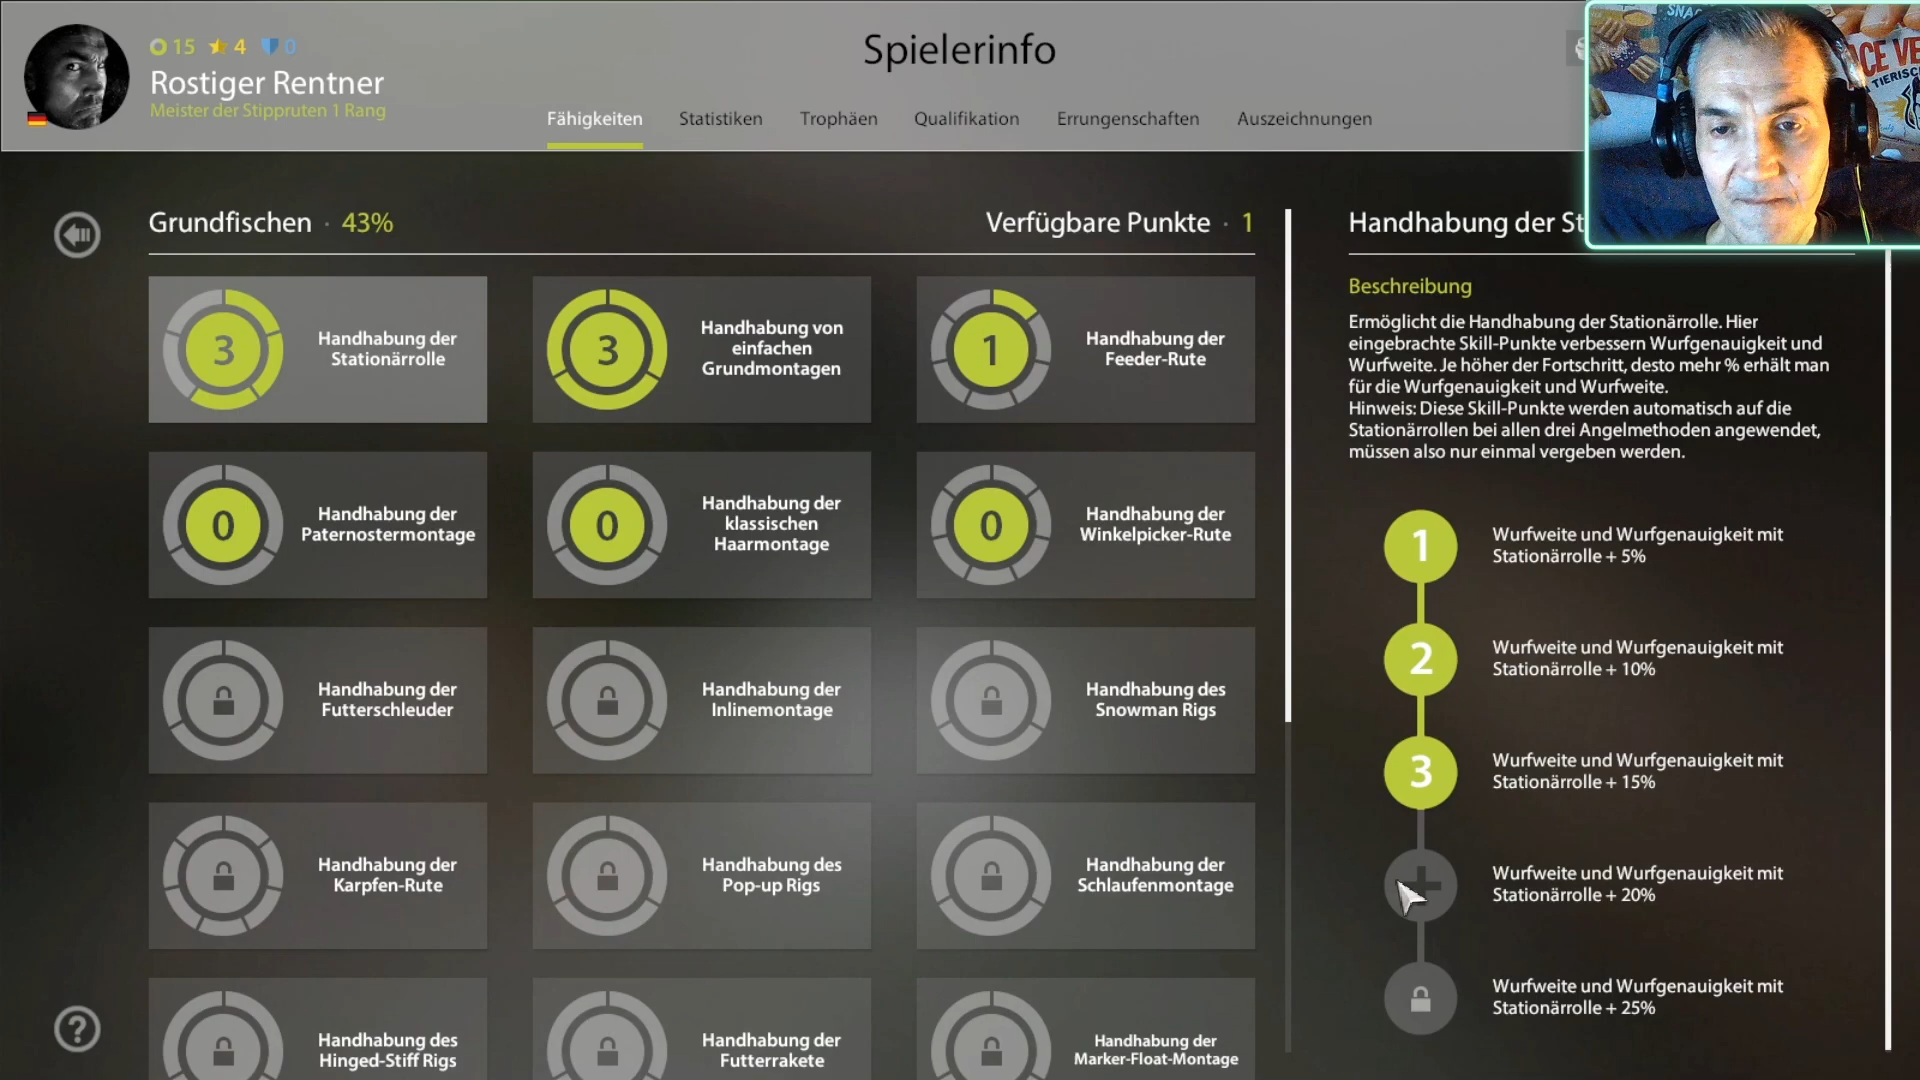 15 4 0
Rostiger Rentner
Meister der Stippruten 1 Rang
Spielerinfo
Fähigkeiten Statistiken Trophäen Qualifikation Errungenschaften Auszeichnungen
Grundfischen · 43%
Verfügbare Punkte · 1
3
Handhabung der
Stationärrolle
3
Handhabung von
einfachen
Grundmontagen
1
Handhabung der
Feeder-Rute
0
Handhabung der
Paternostermontage
0
Handhabung der
klassischen
Haarmontage
0
Handhabung der
Winkelpicker-Rute
Handhabung der
Futterschleuder
Handhabung der
Inlinemontage
Handhabung des
Snowman Rigs
Handhabung der
Karpfen-Rute
Handhabung des
Pop-up Rigs
Handhabung der
Schlaufenmontage
Handhabung des
Hinged-Stiff Rigs
Handhabung der
Futterrakete
Handhabung der
Marker-Float-Montage
Handhabung der St
Beschreibung
Ermöglicht die Handhabung der Stationärrolle. Hier
eingebrachte Skill-Punkte verbessern Wurfgenauigkeit und
Wurfweite. Je höher der Fortschritt, desto mehr % erhält man
für die Wurfgenauigkeit und Wurfweite.
Hinweis: Diese Skill-Punkte werden automatisch auf die
Stationärrollen bei allen drei Angelmethoden angewendet,
müssen also nur einmal vergeben werden.
1
Wurfweite und Wurfgenauigkeit mit
Stationärrolle + 5%
2
Wurfweite und Wurfgenauigkeit mit
Stationärrolle + 10%
3
Wurfweite und Wurfgenauigkeit mit
Stationärrolle + 15%
Wurfweite und Wurfgenauigkeit mit
Stationärrolle + 20%
Wurfweite und Wurfgenauigkeit mit
Stationärrolle + 25%
?